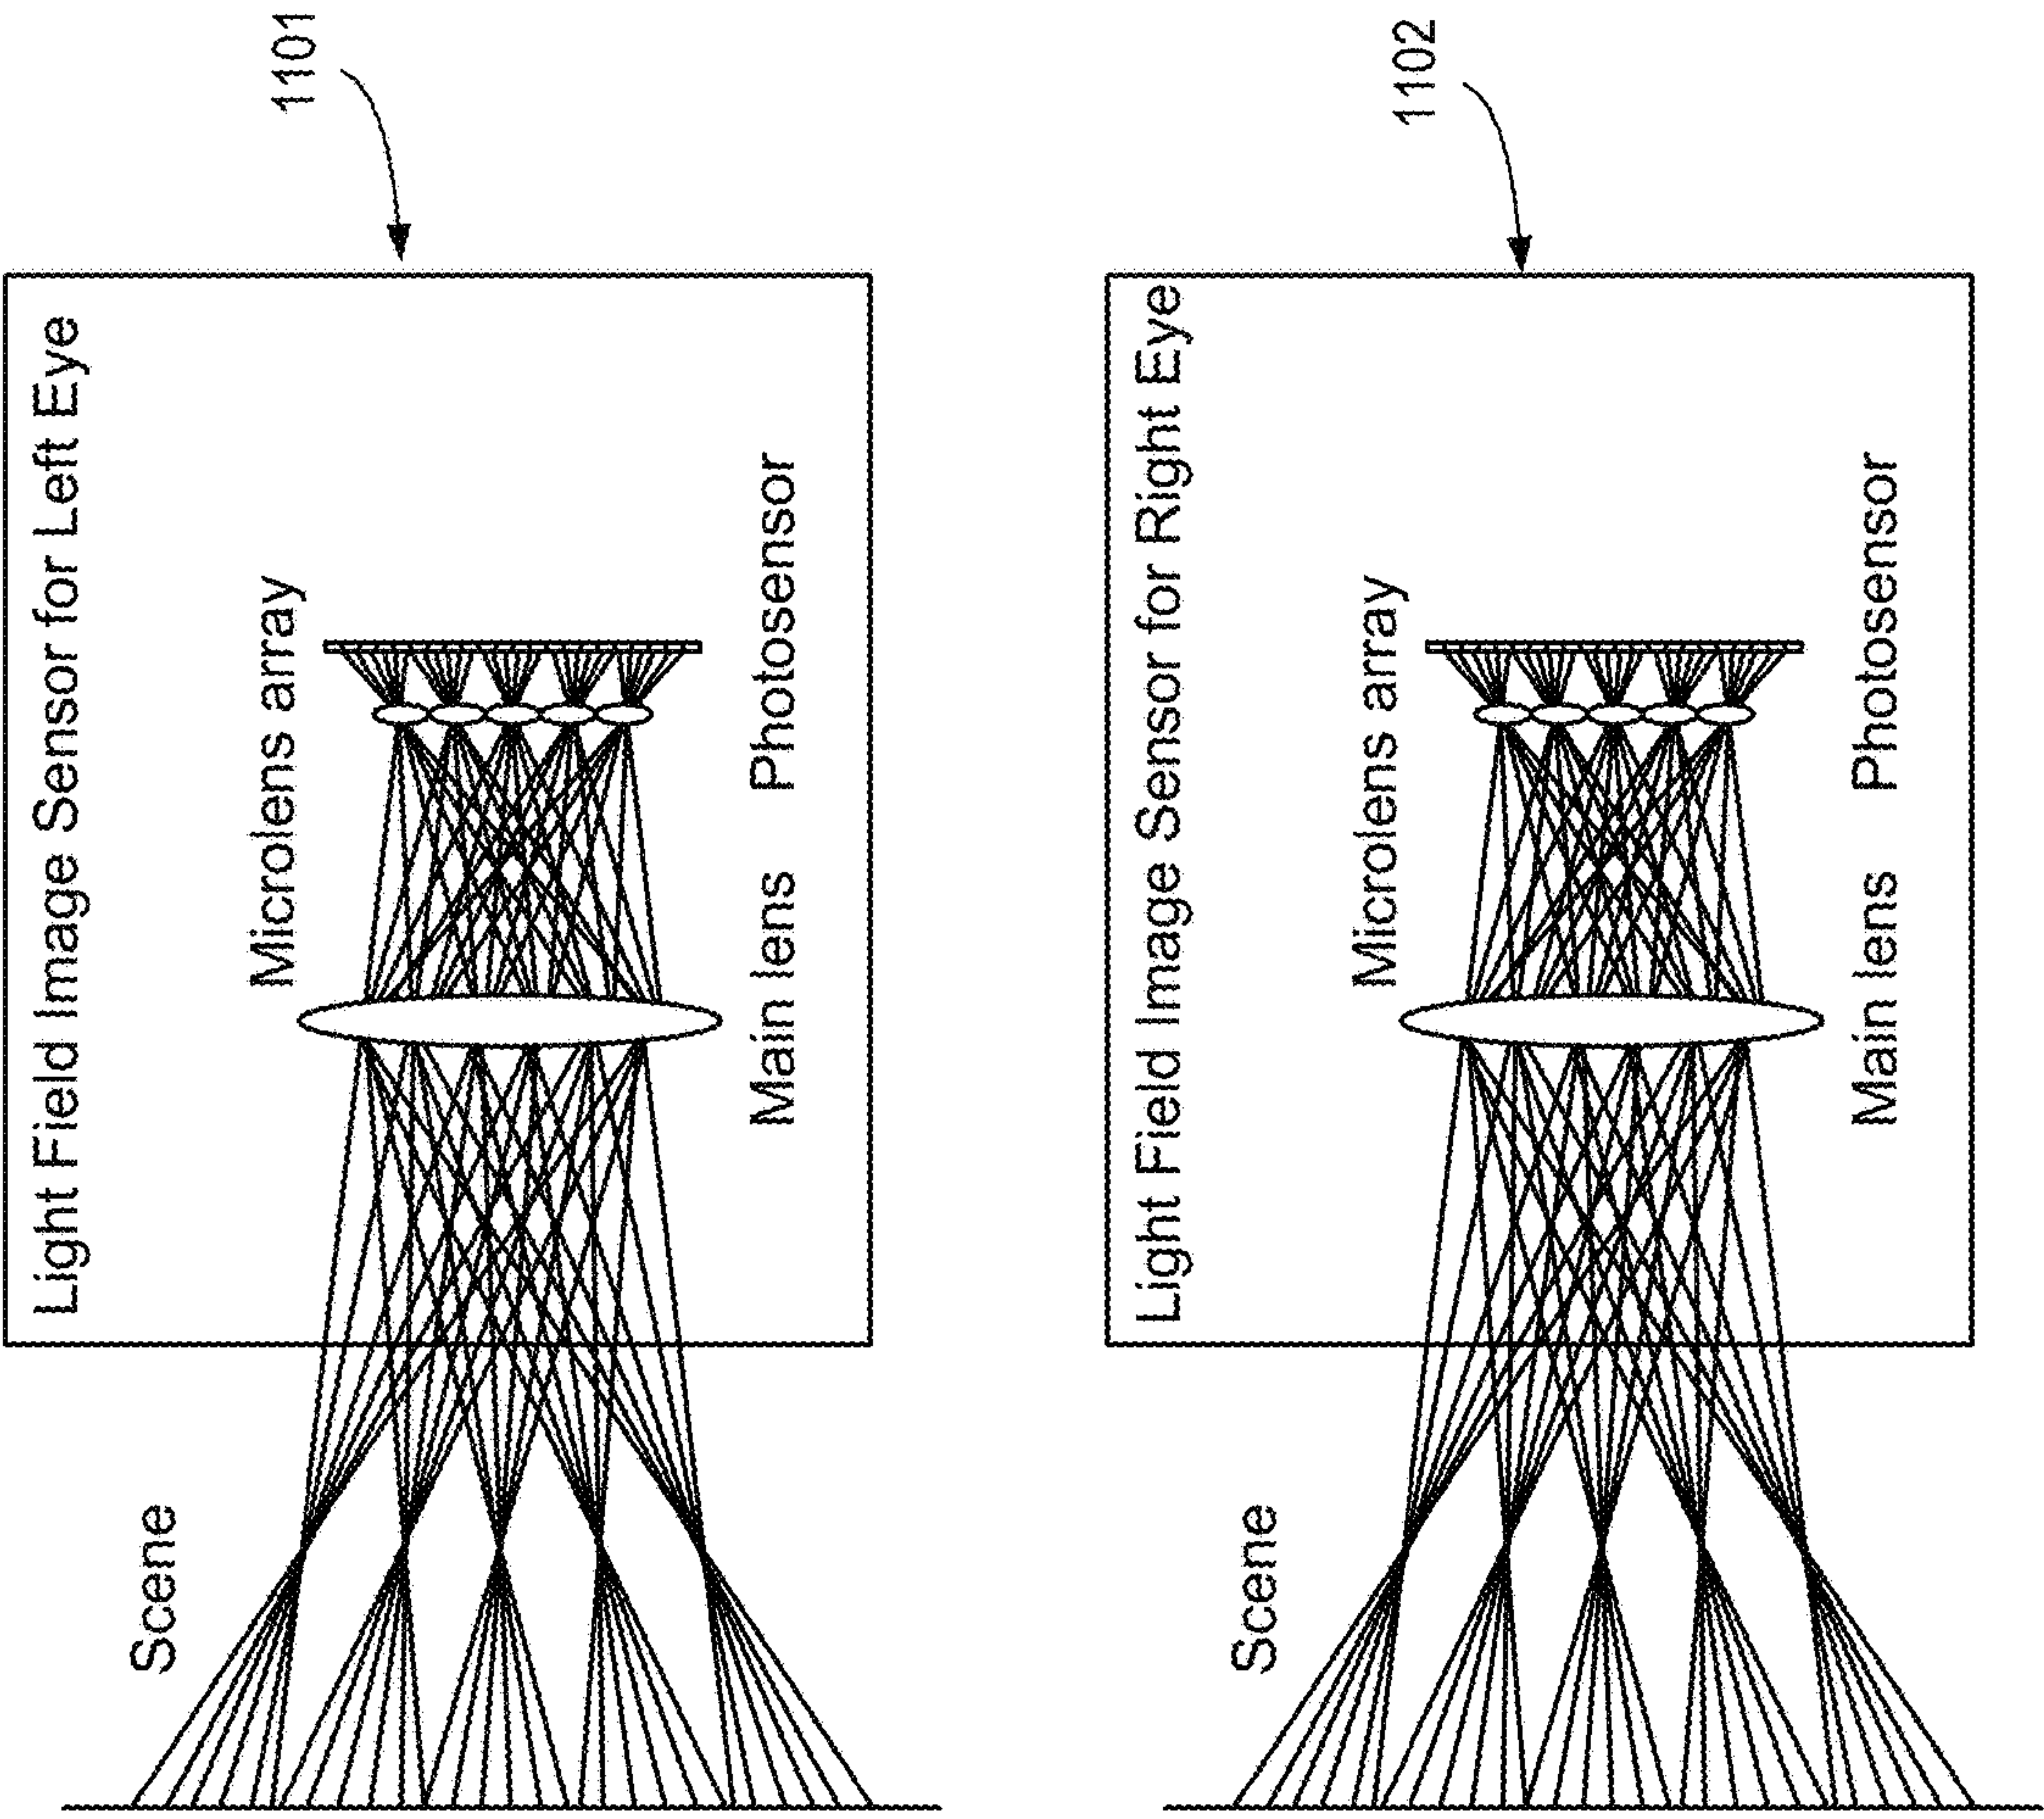 Light Field Image Sensor for Left Eye
1101
Scene
Microlens array
Main lens
Photosensor
Light Field Image Sensor for Right Eye
1102
Scene
Microlens array
Main lens
Photosensor